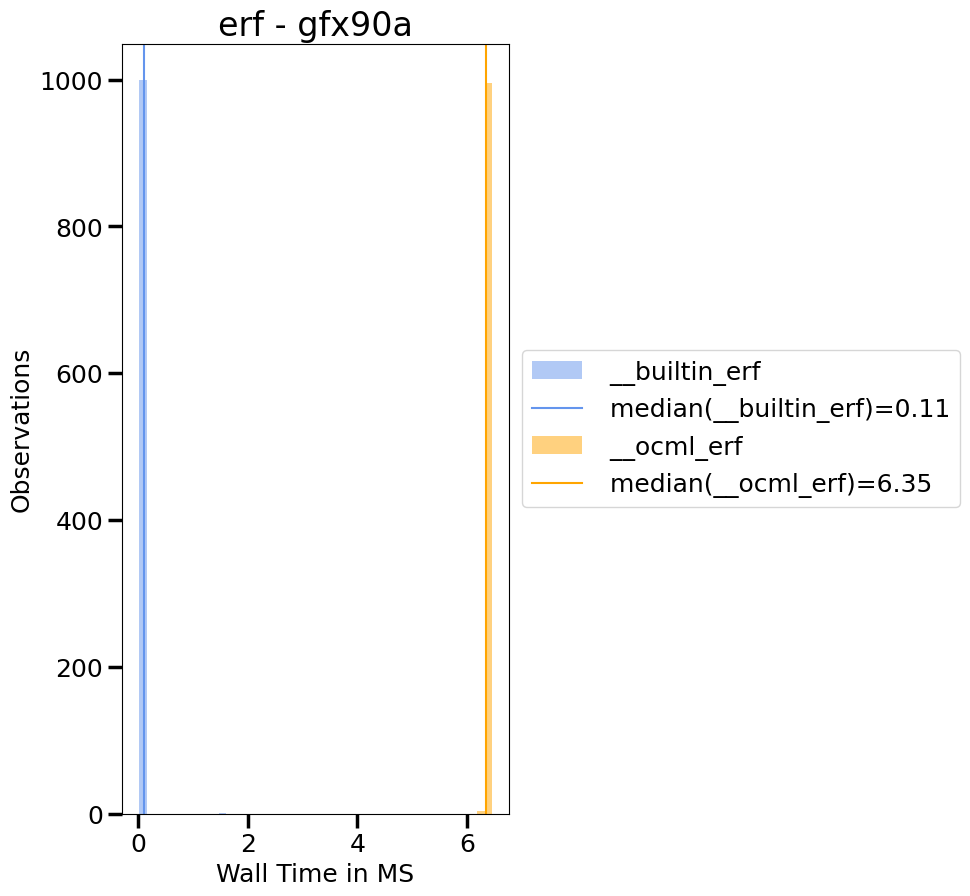 erf - gfx90a
1000
800
600
400
200
0
Observations
0 2 4 6
Wall Time in MS
__builtin_erf
median(__builtin_erf)=0.11
__ocml_erf
median(__ocml_erf)=6.35